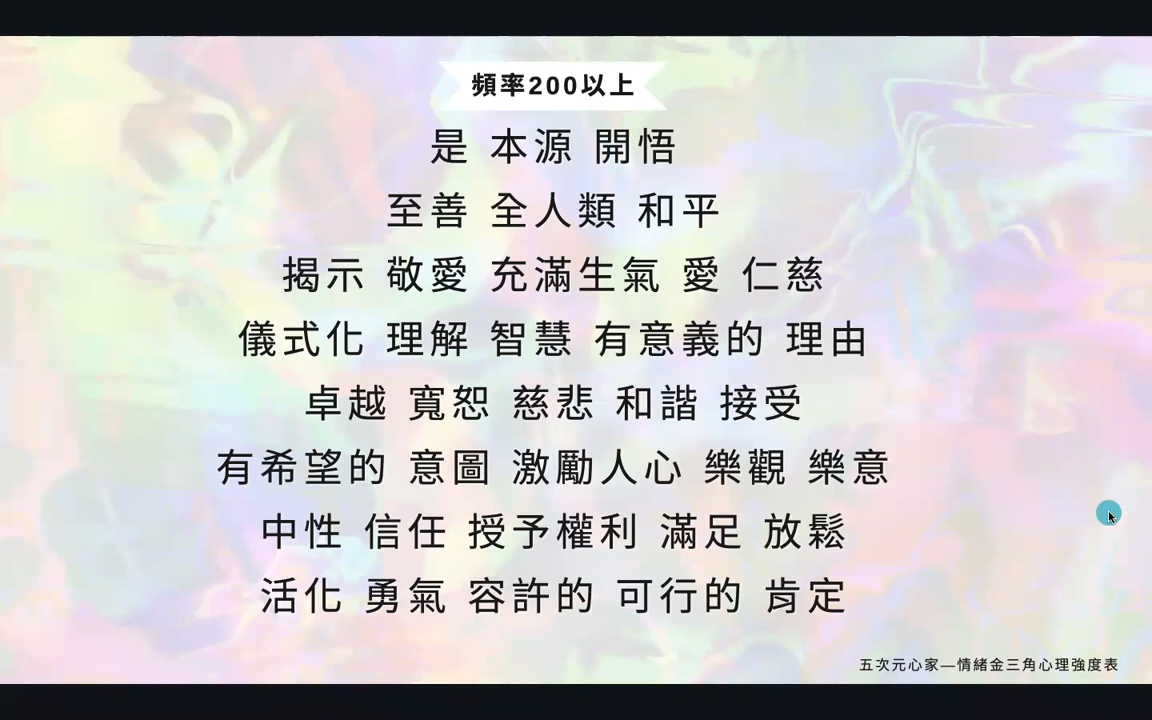 頻率200以上
是 本源 開悟
至善 全人類 和平
揭示 敬愛 充滿生氣 愛 仁慈
儀式化 理解 智慧 有意義的 理由
卓越 寬恕 慈悲 和諧 接受
有希望的 意圖 激勵人心 樂觀 樂意
中性 信任 授予權利 滿足 放鬆
活化 勇氣 容許的 可行的 肯定
五次元心家—情緒金三角心理強度表